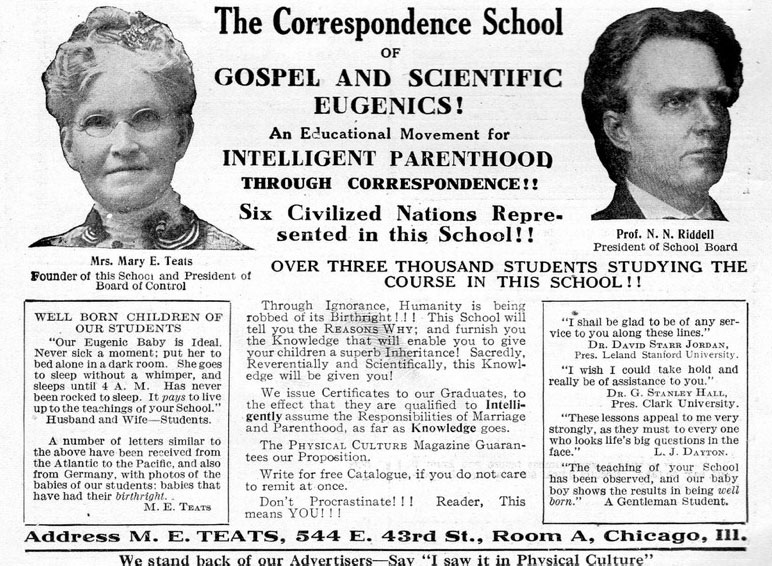 The Correspondence School
OF
GOSPEL AND SCIENTIFIC
EUGENICS!
An Educational Movement for
INTELLIGENT PARENTHOOD
THROUGH CORRESPONDENCE!!
Six Civilized Nations Repre-
sented in this School!!
Mrs. Mary E. Teats
Founder of this School and President of
Board of Control
Prof. N. N. Riddell
President of School Board
OVER THREE THOUSAND STUDENTS STUDYING THE
COURSE IN THIS SCHOOL!!
WELL BORN CHILDREN OF
OUR STUDENTS
"Our Eugenic Baby is Ideal.
Never sick a moment; put her to
bed alone in a dark room. She goes
to sleep without a whimper, and
sleeps until 4 A. M. Has never
been rocked to sleep. It pays to live
up to the teachings of your School."
Husband and Wife—Students.
A number of letters similar to
the above have been received from
the Atlantic to the Pacific, and also
from Germany, with photos of the
babies of our students: babies that
have had their birthright.
M. E. TEATS
Through Ignorance, Humanity is being
robbed of its Birthright!!!! This School will
tell you the REASONS WHY; and furnish you
the Knowledge that will enable you to give
your children a superb Inheritance! Sacredly,
Reverentially and Scientifically, this Knowl-
edge will be given you!
We issue Certificates to our Graduates, to
the effect that they are qualified to Intelli-
gently assume the Responsibilities of Marriage
and Parenthood, as far as Knowledge goes.
The PHYSICAL CULTURE Magazine Guaran-
tees our Proposition.
Write for free Catalogue, if you do not care
to remit at once.
Don't Procrastinate!!! Reader, This
means YOU!!!
"I shall be glad to be of any ser-
vice to you along these lines."
DR. DAVID STARR JORDAN,
Pres. Leland Stanford University.
"I wish I could take hold and
really be of assistance to you."
DR. G. STANLEY HALL,
Pres. Clark University.
"These lessons appeal to me very
strongly, as they must to every one
who looks life's big questions in the
face." L. J. DAYTON.
"The teaching of your School
has been observed, and our baby
boy shows the results in being well
born." A Gentleman Student.
Address M. E. TEATS, 544 E. 43rd St., Room A, Chicago, Ill.
We stand back of our Advertisers—Say "I saw it in Physical Culture"